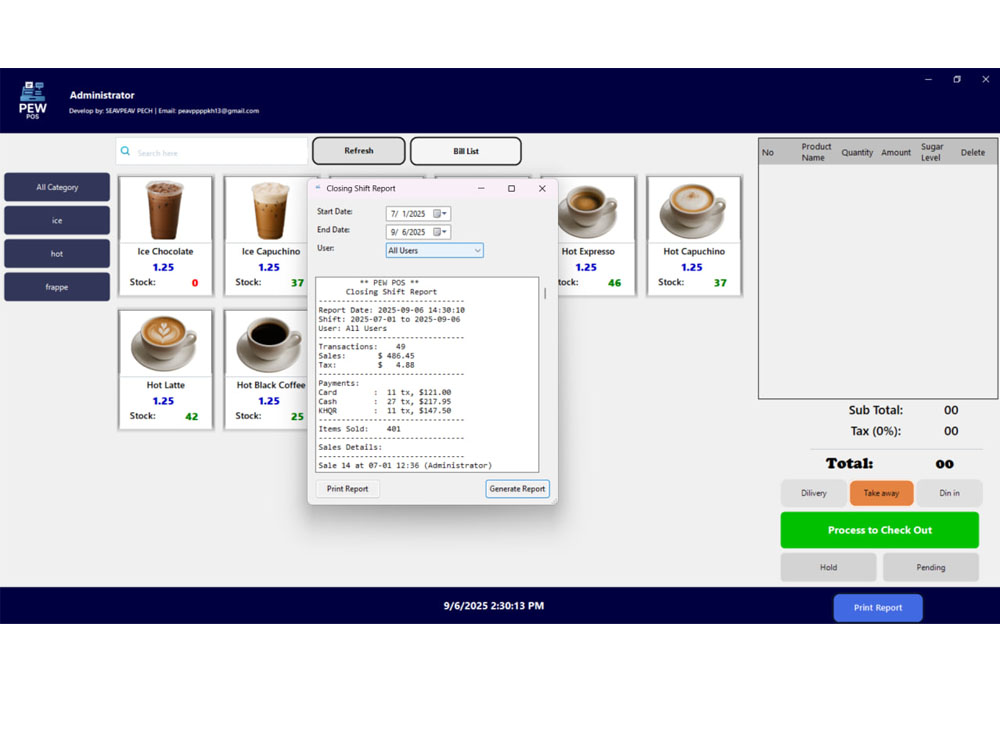 PEW
POS
Administrator
Develop by: SEAVPEAV PECH | Email: peavppppkh13@gmail.com
Search here
Refresh
Bill List
All Category
ice
hot
frappe
Ice Chocolate
1.25
Stock: 0
Ice Capuchino
1.25
Stock: 37
Hot Expresso
1.25
tock: 46
Hot Capuchino
1.25
Stock: 37
Hot Latte
1.25
Stock: 42
Hot Black Coffee
1.25
Stock: 25
Closing Shift Report
Start Date: 7/ 1/2025
End Date: 9/ 6/2025
User: All Users
** PEW POS **
Closing Shift Report
--------------------------------
Report Date: 2025-09-06 14:30:10
Shift: 2025-07-01 to 2025-09-06
User: All Users
--------------------------------
Transactions: 49
Sales: $ 486.45
Tax: $ 4.88
--------------------------------
Payments:
Card : 11 tx, $121.00
Cash : 27 tx, $217.95
KHQR : 11 tx, $147.50
--------------------------------
Items Sold: 401
--------------------------------
Sales Details:
--------------------------------
Sale 14 at 07-01 12:36 (Administrator)
Print Report
Generate Report
No Product Name Quantity Amount Sugar Level Delete
Sub Total: 00
Tax (0%): 00
Total: 00
Dilivery
Take away
Din in
Process to Check Out
Hold
Pending
9/6/2025 2:30:13 PM
Print Report